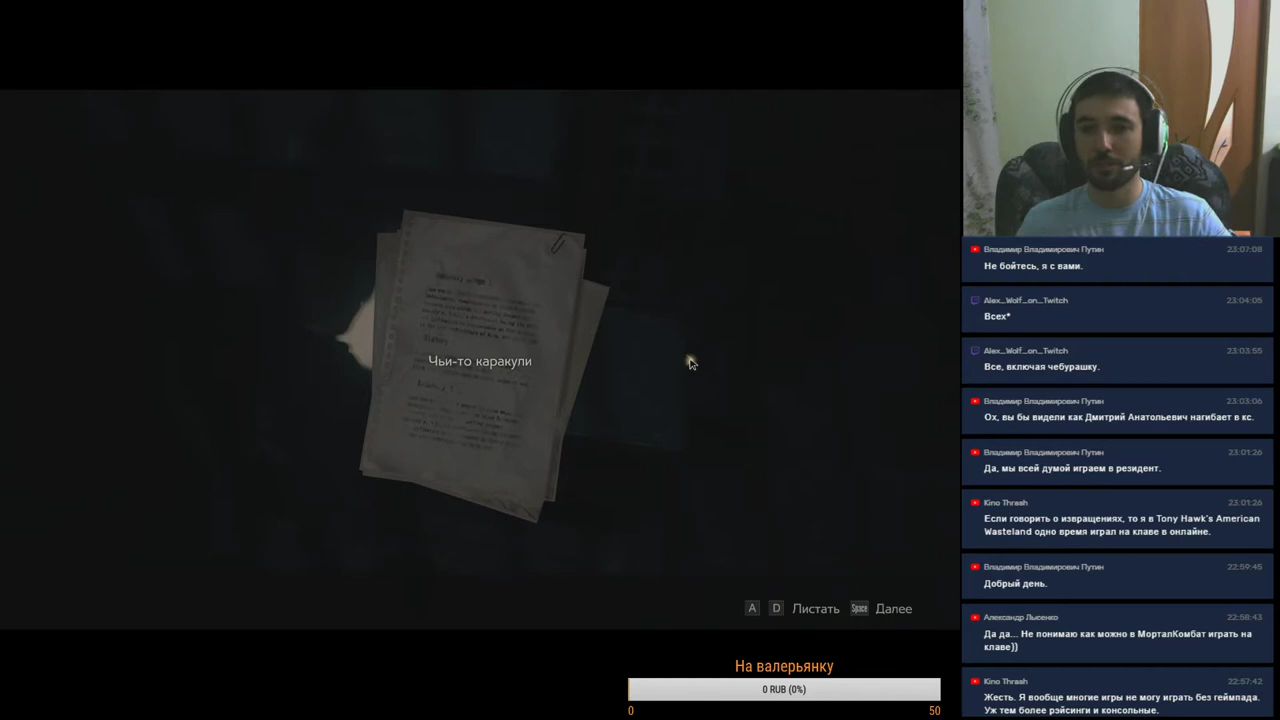 Чьи-то каракули
A D Листать Space Далее
На валерьянку
0 RUB (0%)
0 50
Владимир Владимирович Путин 23:07:08
Не бойтесь, я с вами.
Alex_Wolf_on_Twitch 23:04:05
Всех*
Alex_Wolf_on_Twitch 23:03:55
Все, включая чебурашку.
Владимир Владимирович Путин 23:03:06
Ох, вы бы видели как Дмитрий Анатольевич нагибает в кс.
Владимир Владимирович Путин 23:01:26
Да, мы всей думой играем в резидент.
Kino Thrash 23:01:26
Если говорить о извращениях, то я в Tony Hawk's American
Wasteland одно время играл на клаве в онлайне.
Владимир Владимирович Путин 22:59:45
Добрый день.
Александр Лысенко 22:58:43
Да да... Не понимаю как можно в МорталКомбат играть на
клаве))
Kino Thrash 22:57:42
Жесть. Я вообще многие игры не могу играть без геймпада.
Уж тем более рэйсинги и консольные.